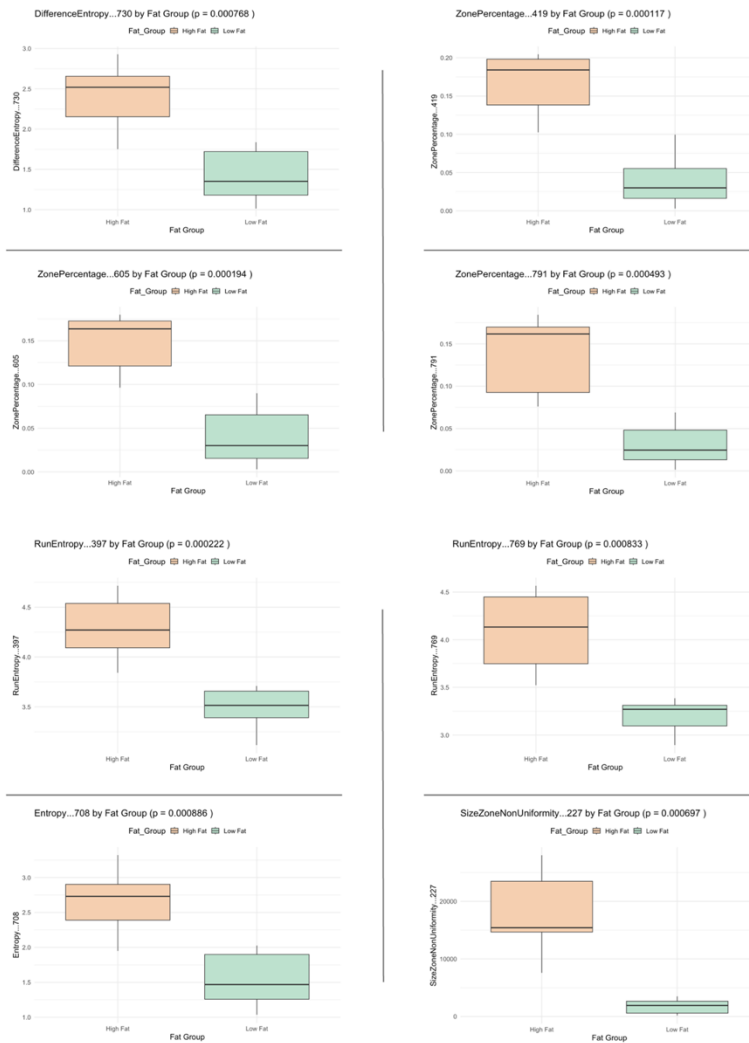 DifferenceEntropy...730 by Fat Group (p = 0.000768 )
Fat_Group High Fat Low Fat
DifferenceEntropy...730
3.0
2.5
2.0
1.5
1.0
High Fat Low Fat
Fat Group
ZonePercentage...419 by Fat Group (p = 0.000117 )
Fat_Group High Fat Low Fat
ZonePercentage...419
0.20
0.15
0.10
0.05
0.00
High Fat Low Fat
Fat Group
ZonePercentage...605 by Fat Group (p = 0.000194 )
Fat_Group High Fat Low Fat
ZonePercentage...605
0.15
0.10
0.05
0.00
High Fat Low Fat
Fat Group
ZonePercentage...791 by Fat Group (p = 0.000493 )
Fat_Group High Fat Low Fat
ZonePercentage...791
0.15
0.10
0.05
0.00
High Fat Low Fat
Fat Group
RunEntropy...397 by Fat Group (p = 0.000222 )
Fat_Group High Fat Low Fat
RunEntropy...397
4.5
4.0
3.5
High Fat Low Fat
Fat Group
RunEntropy...769 by Fat Group (p = 0.000833 )
Fat_Group High Fat Low Fat
RunEntropy...769
4.5
4.0
3.5
3.0
High Fat Low Fat
Fat Group
Entropy...708 by Fat Group (p = 0.000886 )
Fat_Group High Fat Low Fat
Entropy...708
3.0
2.5
2.0
1.5
1.0
High Fat Low Fat
Fat Group
SizeZoneNonUniformity...227 by Fat Group (p = 0.000697 )
Fat_Group High Fat Low Fat
SizeZoneNonUniformity...227
20000
10000
0
High Fat Low Fat
Fat Group